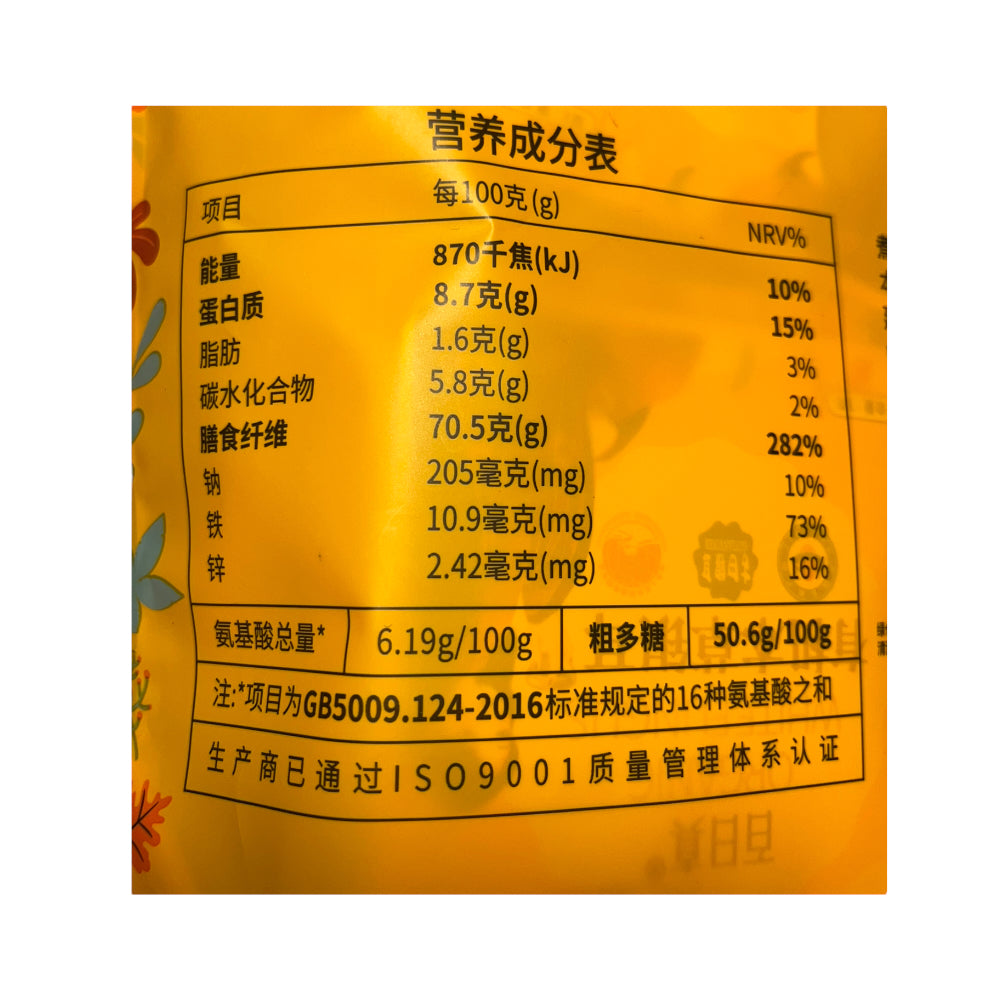 营养成分表
项目 每100克(g) NRV%
能量 870千焦(kJ) 10%
蛋白质 8.7克(g) 15%
脂肪 1.6克(g) 3%
碳水化合物 5.8克(g) 2%
膳食纤维 70.5克(g) 282%
钠 205毫克(mg) 10%
铁 10.9毫克(mg) 73%
锌 2.42毫克(mg) 16%
氨基酸总量* 6.19g/100g 粗多糖 50.6g/100g
注:*项目为GB5009.124-2016标准规定的16种氨基酸之和
生产商已通过ISO9001质量管理体系认证